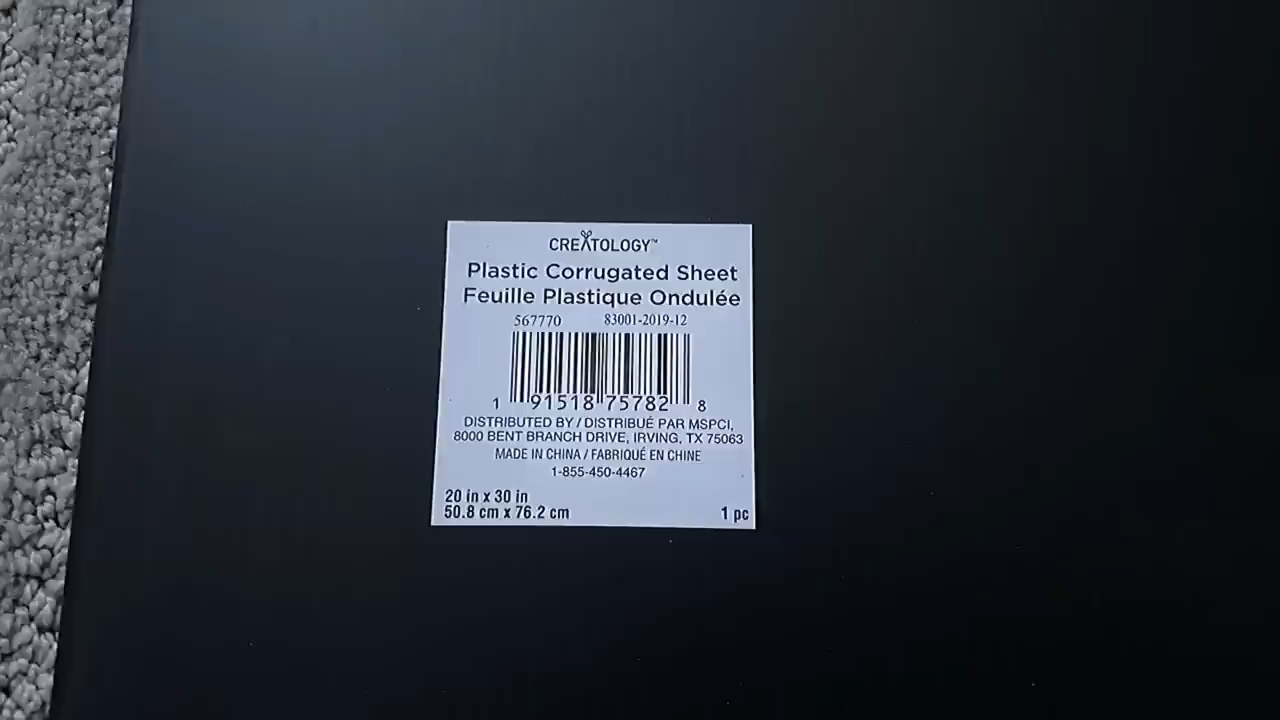 CREATOLOGY™
Plastic Corrugated Sheet
Feuille Plastique Ondulée
567770 83001-2019-12
1 91518 75782 8
DISTRIBUTED BY / DISTRIBUÉ PAR MSPCI,
8000 BENT BRANCH DRIVE, IRVING, TX 75063
MADE IN CHINA / FABRIQUÉ EN CHINE
1-855-450-4467
20 in x 30 in
50.8 cm x 76.2 cm 1 pc